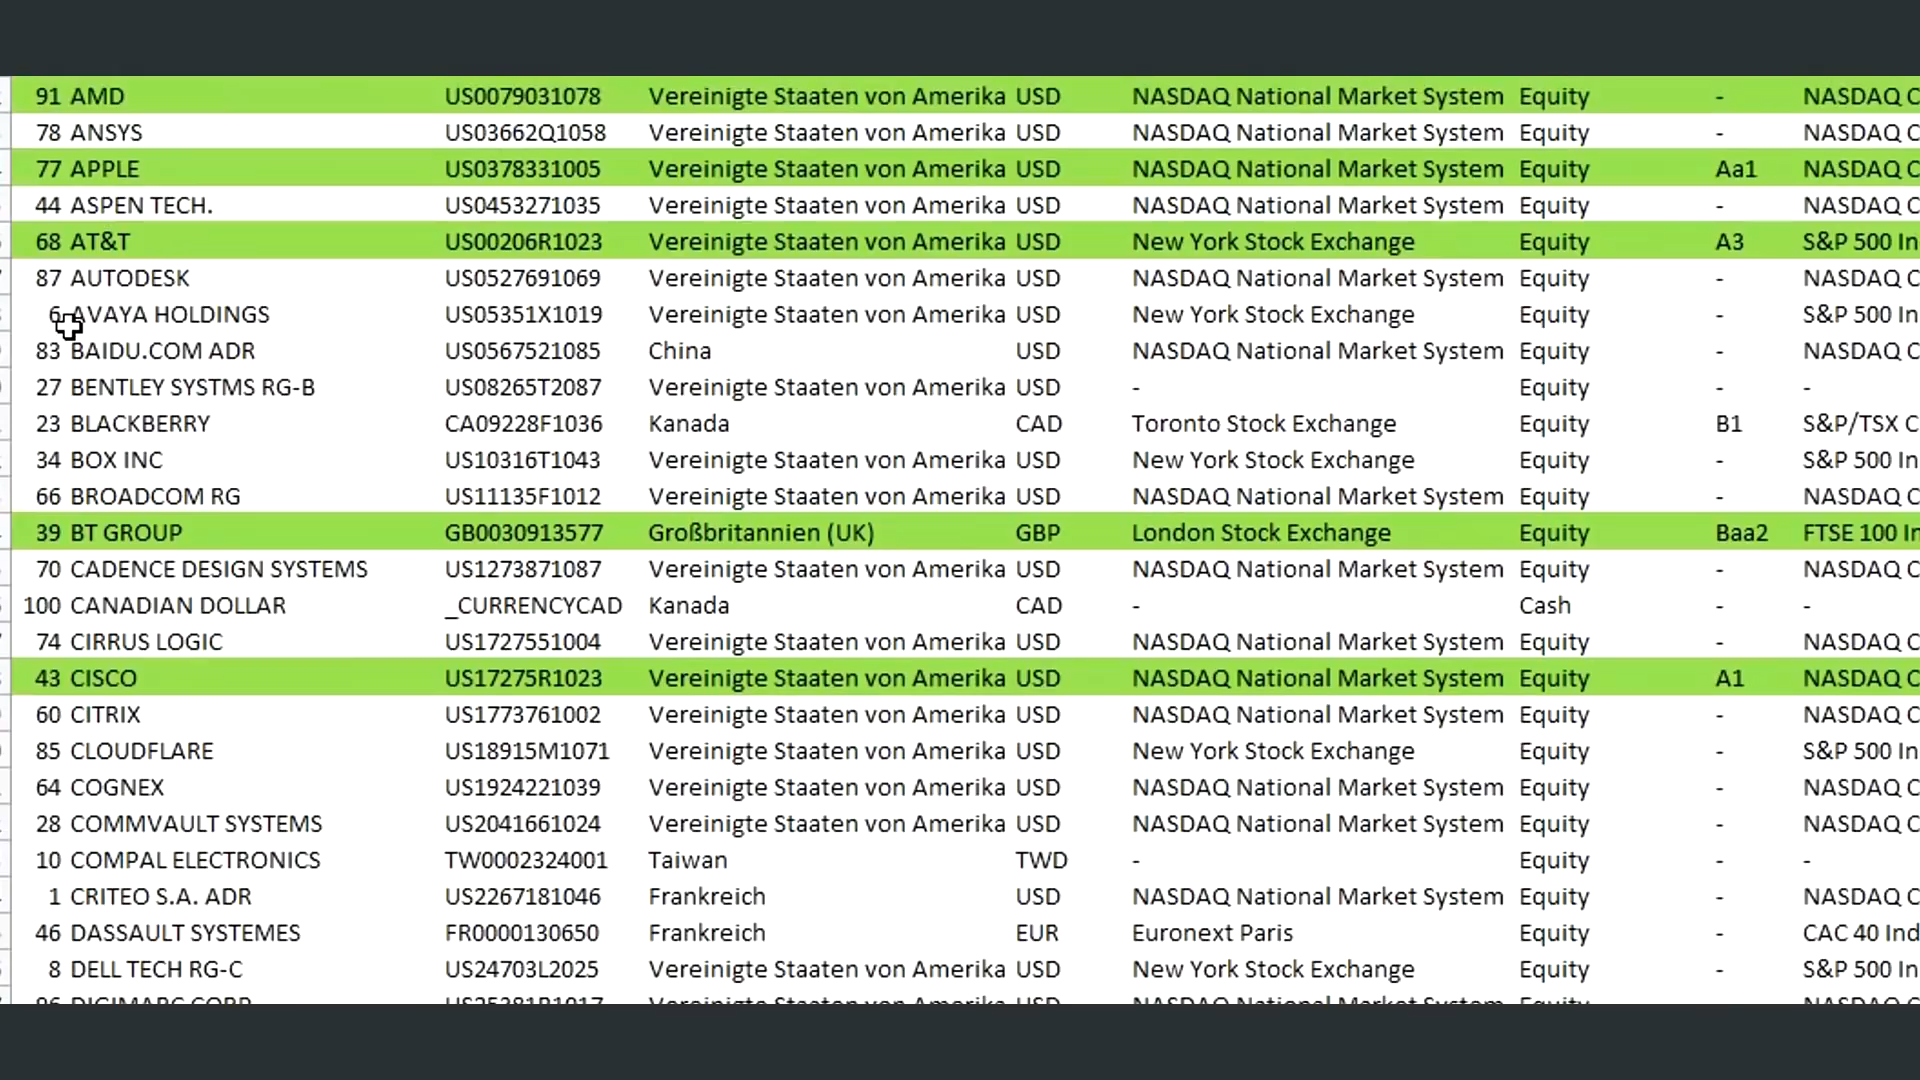 91 AMD US0079031078 Vereinigte Staaten von Amerika USD NASDAQ National Market System Equity - NASDAQ C
78 ANSYS US03662Q1058 Vereinigte Staaten von Amerika USD NASDAQ National Market System Equity - NASDAQ C
77 APPLE US0378331005 Vereinigte Staaten von Amerika USD NASDAQ National Market System Equity Aa1 NASDAQ C
44 ASPEN TECH. US0453271035 Vereinigte Staaten von Amerika USD NASDAQ National Market System Equity - NASDAQ C
68 AT&T US00206R1023 Vereinigte Staaten von Amerika USD New York Stock Exchange Equity A3 S&P 500 In
87 AUTODESK US0527691069 Vereinigte Staaten von Amerika USD NASDAQ National Market System Equity - NASDAQ C
6 AVAYA HOLDINGS US05351X1019 Vereinigte Staaten von Amerika USD New York Stock Exchange Equity - S&P 500 In
83 BAIDU.COM ADR US0567521085 China USD NASDAQ National Market System Equity - NASDAQ C
27 BENTLEY SYSTMS RG-B US08265T2087 Vereinigte Staaten von Amerika USD - Equity - -
23 BLACKBERRY CA09228F1036 Kanada CAD Toronto Stock Exchange Equity B1 S&P/TSX C
34 BOX INC US10316T1043 Vereinigte Staaten von Amerika USD New York Stock Exchange Equity - S&P 500 In
66 BROADCOM RG US11135F1012 Vereinigte Staaten von Amerika USD NASDAQ National Market System Equity - NASDAQ C
39 BT GROUP GB0030913577 Großbritannien (UK) GBP London Stock Exchange Equity Baa2 FTSE 100 In
70 CADENCE DESIGN SYSTEMS US1273871087 Vereinigte Staaten von Amerika USD NASDAQ National Market System Equity - NASDAQ C
100 CANADIAN DOLLAR _CURRENCYCAD Kanada CAD - Cash - -
74 CIRRUS LOGIC US1727551004 Vereinigte Staaten von Amerika USD NASDAQ National Market System Equity - NASDAQ C
43 CISCO US17275R1023 Vereinigte Staaten von Amerika USD NASDAQ National Market System Equity A1 NASDAQ C
60 CITRIX US1773761002 Vereinigte Staaten von Amerika USD NASDAQ National Market System Equity - NASDAQ C
85 CLOUDFLARE US18915M1071 Vereinigte Staaten von Amerika USD New York Stock Exchange Equity - S&P 500 In
64 COGNEX US1924221039 Vereinigte Staaten von Amerika USD NASDAQ National Market System Equity - NASDAQ C
28 COMMVAULT SYSTEMS US2041661024 Vereinigte Staaten von Amerika USD NASDAQ National Market System Equity - NASDAQ C
10 COMPAL ELECTRONICS TW0002324001 Taiwan TWD - Equity - -
1 CRITEO S.A. ADR US2267181046 Frankreich USD NASDAQ National Market System Equity - NASDAQ C
46 DASSAULT SYSTEMES FR0000130650 Frankreich EUR Euronext Paris Equity - CAC 40 Ind
8 DELL TECH RG-C US24703L2025 Vereinigte Staaten von Amerika USD New York Stock Exchange Equity - S&P 500 In
Vereinigte Staaten von Amerika USD NASDAQ National Market System Equity NASDAQ C